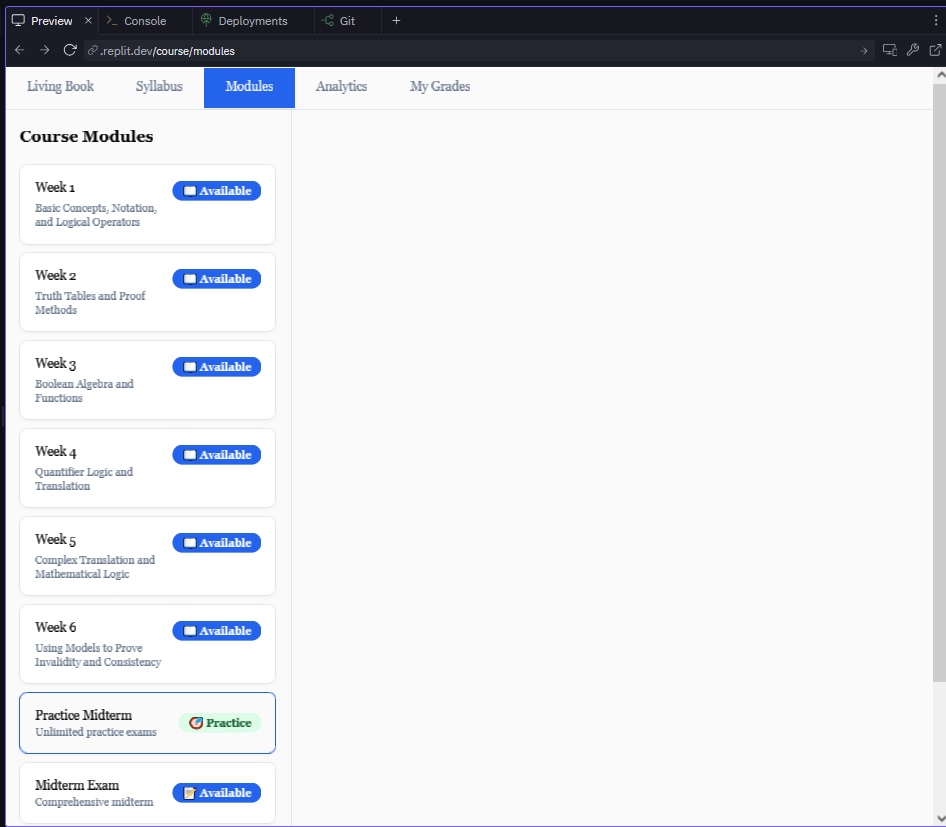 Preview
Console
Deployments
Git
.replit.dev/course/modules
Living Book
Syllabus
Modules
Analytics
My Grades
Course Modules
Week 1
Available
Basic Concepts, Notation,
and Logical Operators
Week 2
Available
Truth Tables and Proof
Methods
Week 3
Available
Boolean Algebra and
Functions
Week 4
Available
Quantifier Logic and
Translation
Week 5
Available
Complex Translation and
Mathematical Logic
Week 6
Available
Using Models to Prove
Invalidity and Consistency
Practice Midterm
Practice
Unlimited practice exams
Midterm Exam
Available
Comprehensive midterm